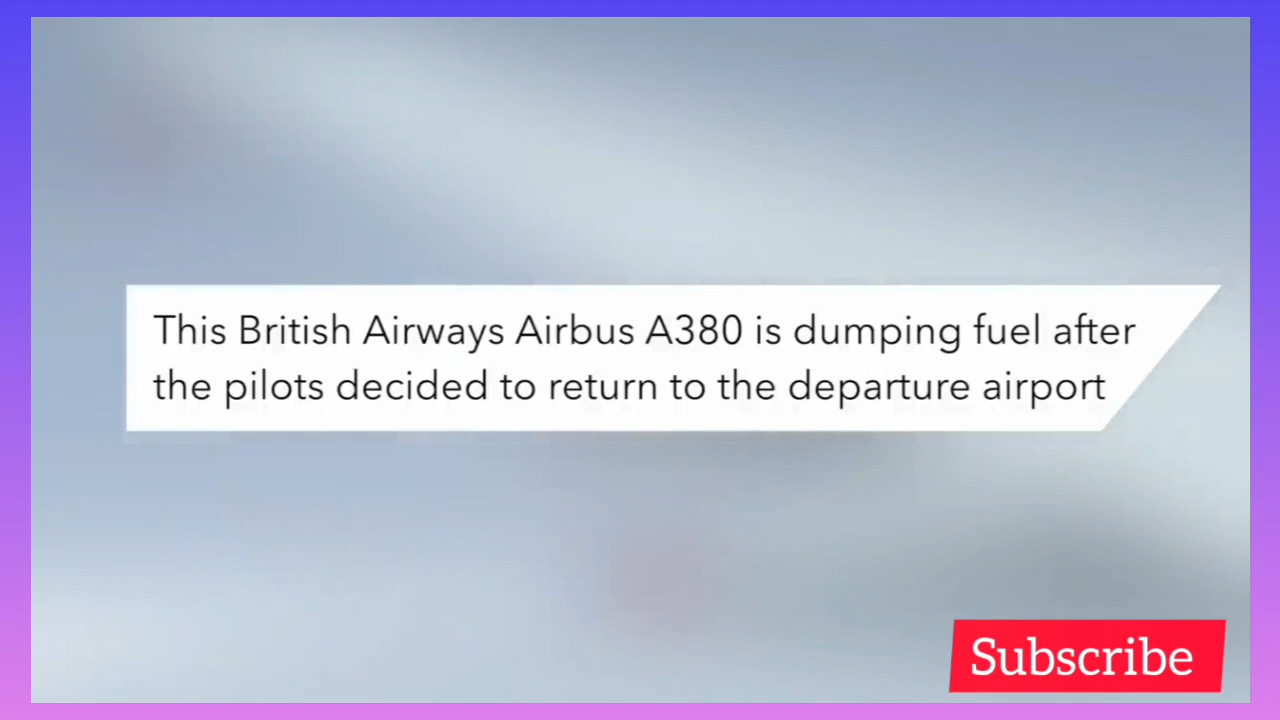 This British Airways Airbus A380 is dumping fuel after
the pilots decided to return to the departure airport
Subscribe